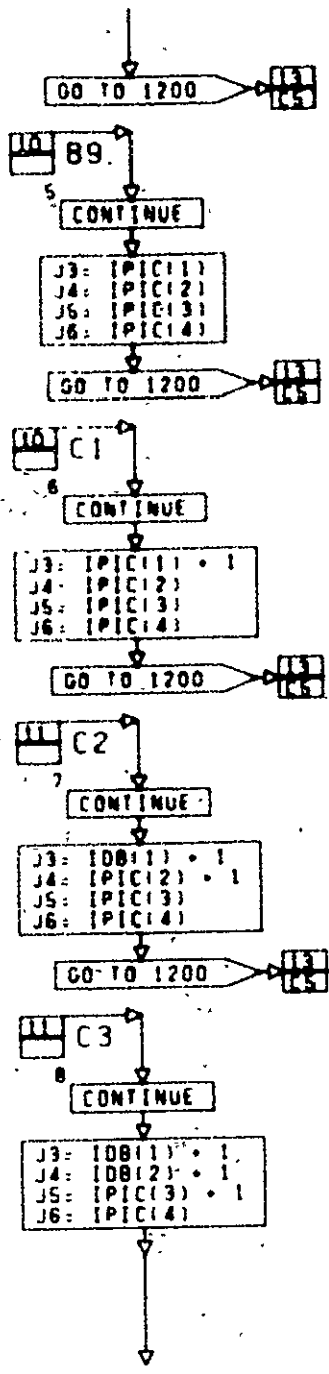 GO TO 1200
13
C5
10
B9
5
CONTINUE
J3= IPIC(1)
J4= IPIC(2)
J5= IPIC(3)
J6= IPIC(4)
GO TO 1200
13
C5
10
C1
6
CONTINUE
J3= IPIC(1) + 1
J4= IPIC(2)
J5= IPIC(3)
J6= IPIC(4)
GO TO 1200
13
C5
11
C2
7
CONTINUE
J3= IDB(1) + 1
J4= IPIC(2) + 1
J5= IPIC(3)
J6= IPIC(4)
GO TO 1200
13
C5
11
C3
8
CONTINUE
J3= IDB(1) + 1
J4= IDB(2) + 1
J5= IPIC(3) + 1
J6= IPIC(4)